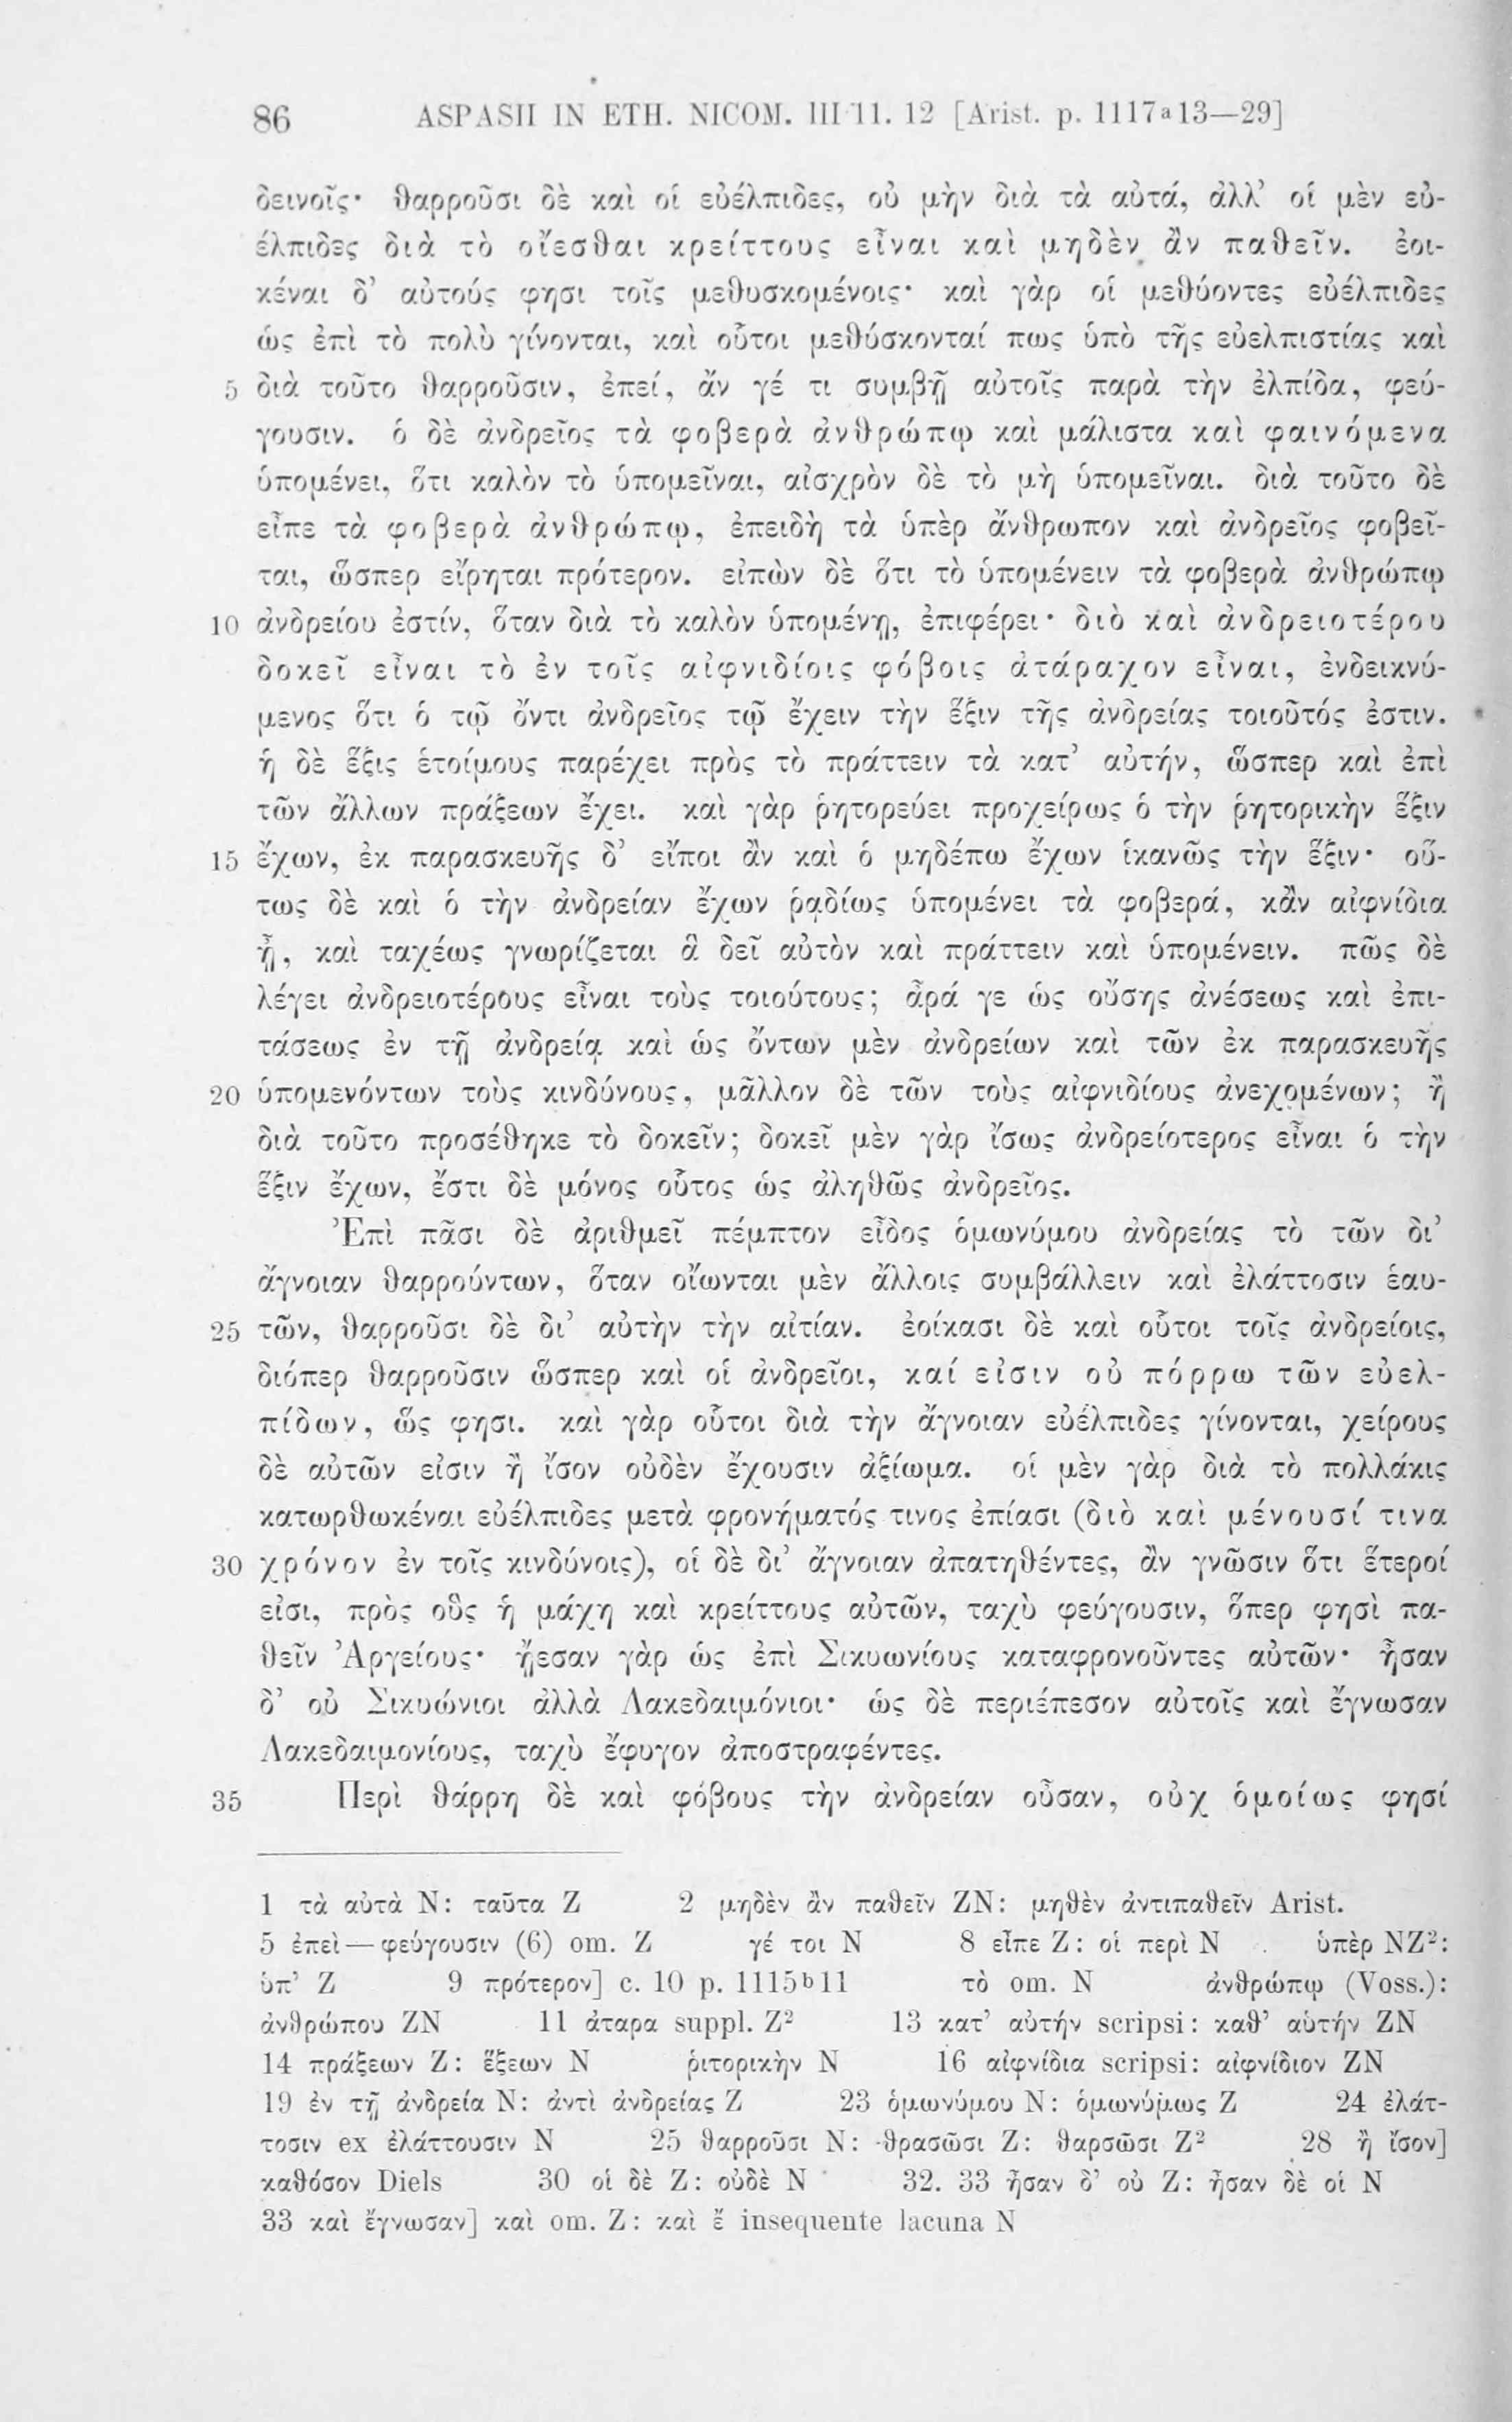 86 ASPASII IN ETH. NICOM. III 11. 12 [Arist. p. 1117ᵃ13—29]
δεινοῖς· θαρροῦσι δὲ καὶ οἱ εὐέλπιδες, οὐ μὴν διὰ τὰ αὐτά, ἀλλ’ οἱ μὲν εὐ-
έλπιδες διὰ τὸ οἴεσθαι κρείττους εἶναι καὶ μηδὲν ἂν παθεῖν. ἐοι-
κέναι δ’ αὐτούς φησι τοῖς μεθυσκομένοις· καὶ γὰρ οἱ μεθύοντες εὐέλπιδες
ὡς ἐπὶ τὸ πολὺ γίνονται, καὶ οὗτοι μεθύσκονταί πως ὑπὸ τῆς εὐελπιστίας καὶ
5 διὰ τοῦτο θαρροῦσιν, ἐπεί, ἄν γέ τι συμβῇ αὐτοῖς παρὰ τὴν ἐλπίδα, φεύ-
γουσιν. ὁ δὲ ἀνδρεῖος τὰ φοβερὰ ἀνθρώπῳ καὶ μάλιστα καὶ φαινόμενα
ὑπομένει, ὅτι καλὸν τὸ ὑπομεῖναι, αἰσχρὸν δὲ τὸ μὴ ὑπομεῖναι. διὰ τοῦτο δὲ
εἶπε τὰ φοβερὰ ἀνθρώπῳ, ἐπειδὴ τὰ ὑπὲρ ἄνθρωπον καὶ ἀνδρεῖος φοβεῖ-
ται, ὥσπερ εἴρηται πρότερον. εἰπὼν δὲ ὅτι τὸ ὑπομένειν τὰ φοβερὰ ἀνθρώπῳ
10 ἀνδρείου ἐστίν, ὅταν διὰ τὸ καλὸν ὑπομένῃ, ἐπιφέρει· διὸ καὶ ἀνδρειοτέρου
δοκεῖ εἶναι τὸ ἐν τοῖς αἰφνιδίοις φόβοις ἀτάραχον εἶναι, ἐνδεικνύ-
μενος ὅτι ὁ τῷ ὄντι ἀνδρεῖος τῷ ἔχειν τὴν ἕξιν τῆς ἀνδρείας τοιοῦτός ἐστιν.
ἡ δὲ ἕξις ἑτοίμους παρέχει πρὸς τὸ πράττειν τὰ κατ’ αὐτήν, ὥσπερ καὶ ἐπὶ
τῶν ἄλλων πράξεων ἔχει. καὶ γὰρ ῥητορεύει προχείρως ὁ τὴν ῥητορικὴν ἕξιν
15 ἔχων, ἐκ παρασκευῆς δ’ εἴποι ἂν καὶ ὁ μηδέπω ἔχων ἱκανῶς τὴν ἕξιν· οὕ-
τως δὲ καὶ ὁ τὴν ἀνδρείαν ἔχων ῥᾳδίως ὑπομένει τὰ φοβερά, κἂν αἰφνίδια
ᾖ, καὶ ταχέως γνωρίζεται ἃ δεῖ αὐτὸν καὶ πράττειν καὶ ὑπομένειν. πῶς δὲ
λέγει ἀνδρειοτέρους εἶναι τοὺς τοιούτους; ἆρά γε ὡς οὔσης ἀνέσεως καὶ ἐπι-
τάσεως ἐν τῇ ἀνδρείᾳ καὶ ὡς ὄντων μὲν ἀνδρείων καὶ τῶν ἐκ παρασκευῆς
20 ὑπομενόντων τοὺς κινδύνους, μᾶλλον δὲ τῶν τοὺς αἰφνιδίους ἀνεχομένων; ἢ
διὰ τοῦτο προσέθηκε τὸ δοκεῖν; δοκεῖ μὲν γὰρ ἴσως ἀνδρείοτερος εἶναι ὁ τὴν
ἕξιν ἔχων, ἔστι δὲ μόνος οὗτος ὡς ἀληθῶς ἀνδρεῖος.
Ἐπὶ πᾶσι δὲ ἀριθμεῖ πέμπτον εἶδος ὁμωνύμου ἀνδρείας τὸ τῶν δι’
ἄγνοιαν θαρρούντων, ὅταν οἴωνται μὲν ἄλλοις συμβάλλειν καὶ ἐλάττοσιν ἑαυ-
25 τῶν, θαρροῦσι δὲ δι’ αὐτὴν τὴν αἰτίαν. ἐοίκασι δὲ καὶ οὗτοι τοῖς ἀνδρείοις,
διόπερ θαρροῦσιν ὥσπερ καὶ οἱ ἀνδρεῖοι, καί εἰσιν οὐ πόρρω τῶν εὐελ-
πίδων, ὥς φησι. καὶ γὰρ οὗτοι διὰ τὴν ἄγνοιαν εὐέλπιδες γίνονται, χείρους
δὲ αὐτῶν εἰσιν ἢ ἴσον οὐδὲν ἔχουσιν ἀξίωμα. οἱ μὲν γὰρ διὰ τὸ πολλάκις
κατωρθωκέναι εὐέλπιδες μετὰ φρονήματός τινος ἐπίασι (διὸ καὶ μένουσί τινα
30 χρόνον ἐν τοῖς κινδύνοις), οἱ δὲ δι’ ἄγνοιαν ἀπατηθέντες, ἂν γνῶσιν ὅτι ἕτεροί
εἰσι, πρὸς οὓς ἡ μάχη καὶ κρείττους αὐτῶν, ταχὺ φεύγουσιν, ὅπερ φησὶ πα-
θεῖν Ἀργείους· ᾔεσαν γὰρ ὡς ἐπὶ Σικυωνίους καταφρονοῦντες αὐτῶν· ἦσαν
δ’ οὐ Σικυώνιοι ἀλλὰ Λακεδαιμόνιοι· ὡς δὲ περιέπεσον αὐτοῖς καὶ ἔγνωσαν
Λακεδαιμονίους, ταχὺ ἔφυγον ἀποστραφέντες.
35 Περὶ θάρρη δὲ καὶ φόβους τὴν ἀνδρείαν οὖσαν, οὐχ ὁμοίως φησί
1 τὰ αὐτὰ N: ταῦτα Z 2 μηδὲν ἂν παθεῖν ZN: μηθὲν ἀντιπαθεῖν Arist.
5 ἐπεὶ—φεύγουσιν (6) om. Z γέ τοι N 8 εἶπε Z: οἱ περὶ N ὑπὲρ NZ²:
ὑπ’ Z 9 πρότερον] c. 10 p. 1115ᵇ11 τὸ om. N ἀνθρώπῳ (Voss.):
ἀνθρώπου ZN 11 ἀταρα suppl. Z² 13 κατ’ αὐτήν scripsi: καθ’ αὑτήν ZN
14 πράξεων Z: ἕξεων N ῥιτορικὴν N 16 αἰφνίδια scripsi: αἰφνίδιον ZN
19 ἐν τῇ ἀνδρεία N: ἀντὶ ἀνδρείας Z 23 ὁμωνύμου N: ὁμωνύμως Z 24 ἐλάτ-
τοσιν ex ἐλάττουσιν N 25 θαρροῦσι N: θρασῶσι Z: θαρσῶσι Z² 28 ἢ ἴσον]
καθόσον Diels 30 οἱ δὲ Z: οὐδὲ N 32. 33 ἦσαν δ’ οὐ Z: ἦσαν δὲ οἱ N
33 καὶ ἔγνωσαν] καὶ om. Z: καὶ ἔ insequente lacuna N